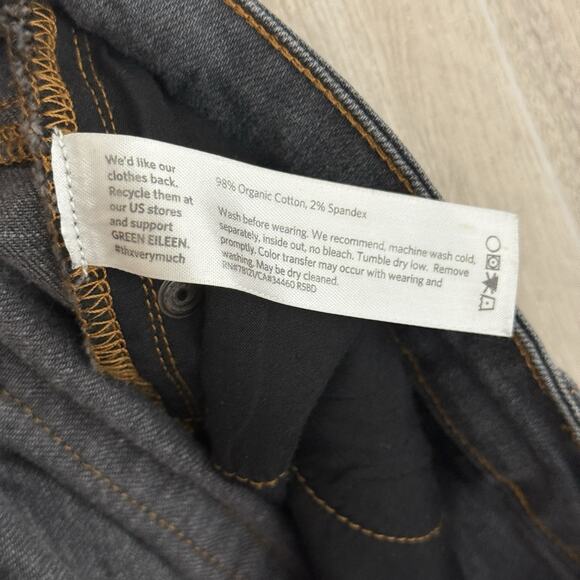 We'd like our
clothes back.
Recycle them at
our US stores
and support
GREEN EILEEN.
#thxverymuch
98% Organic Cotton, 2% Spandex
Wash before wearing. We recommend, machine wash cold,
separately, inside out, no bleach. Tumble dry low. Remove
promptly. Color transfer may occur with wearing and
washing. May be dry cleaned.
RN#78121/CA#34460 RSBD